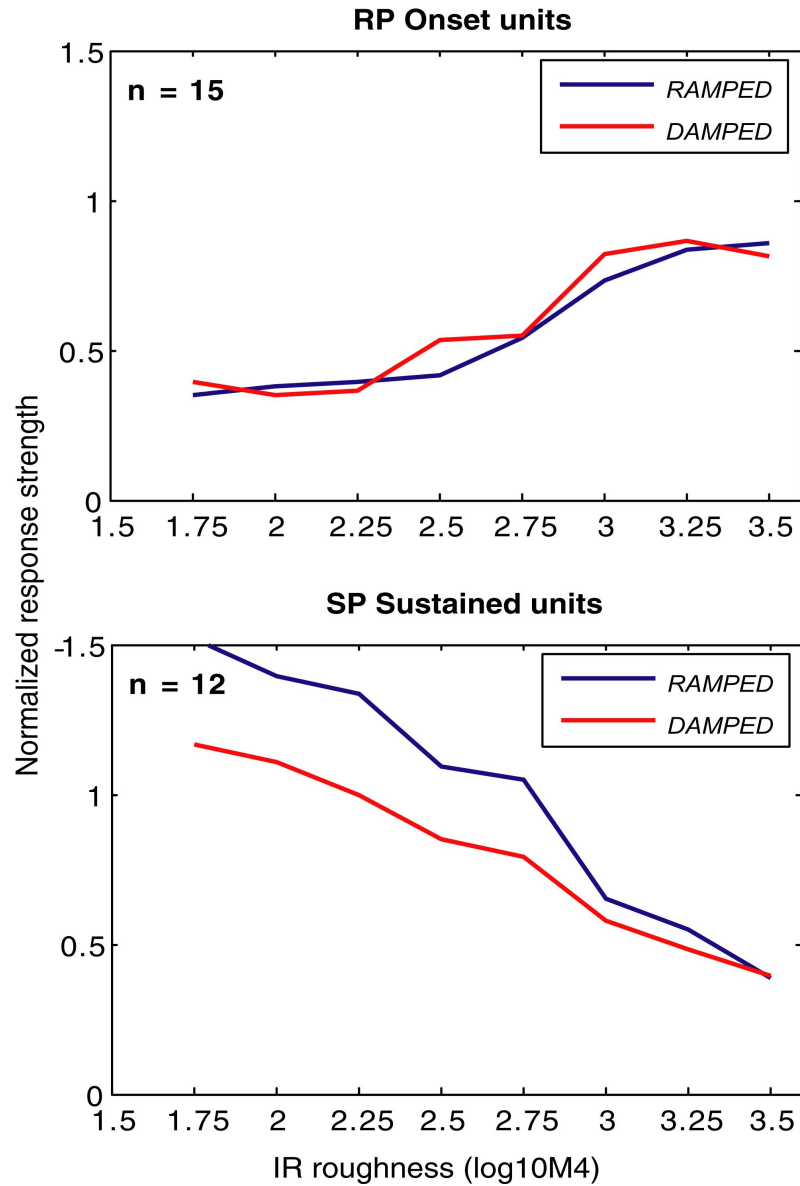 RP Onset units
1.5
n = 15
RAMPED
DAMPED
1
0.5
0
1.5 1.75 2 2.25 2.5 2.75 3 3.25 3.5
Normalized response strength
SP Sustained units
-1.5
n = 12
RAMPED
DAMPED
1
0.5
0
1.5 1.75 2 2.25 2.5 2.75 3 3.25 3.5
IR roughness (log10M4)